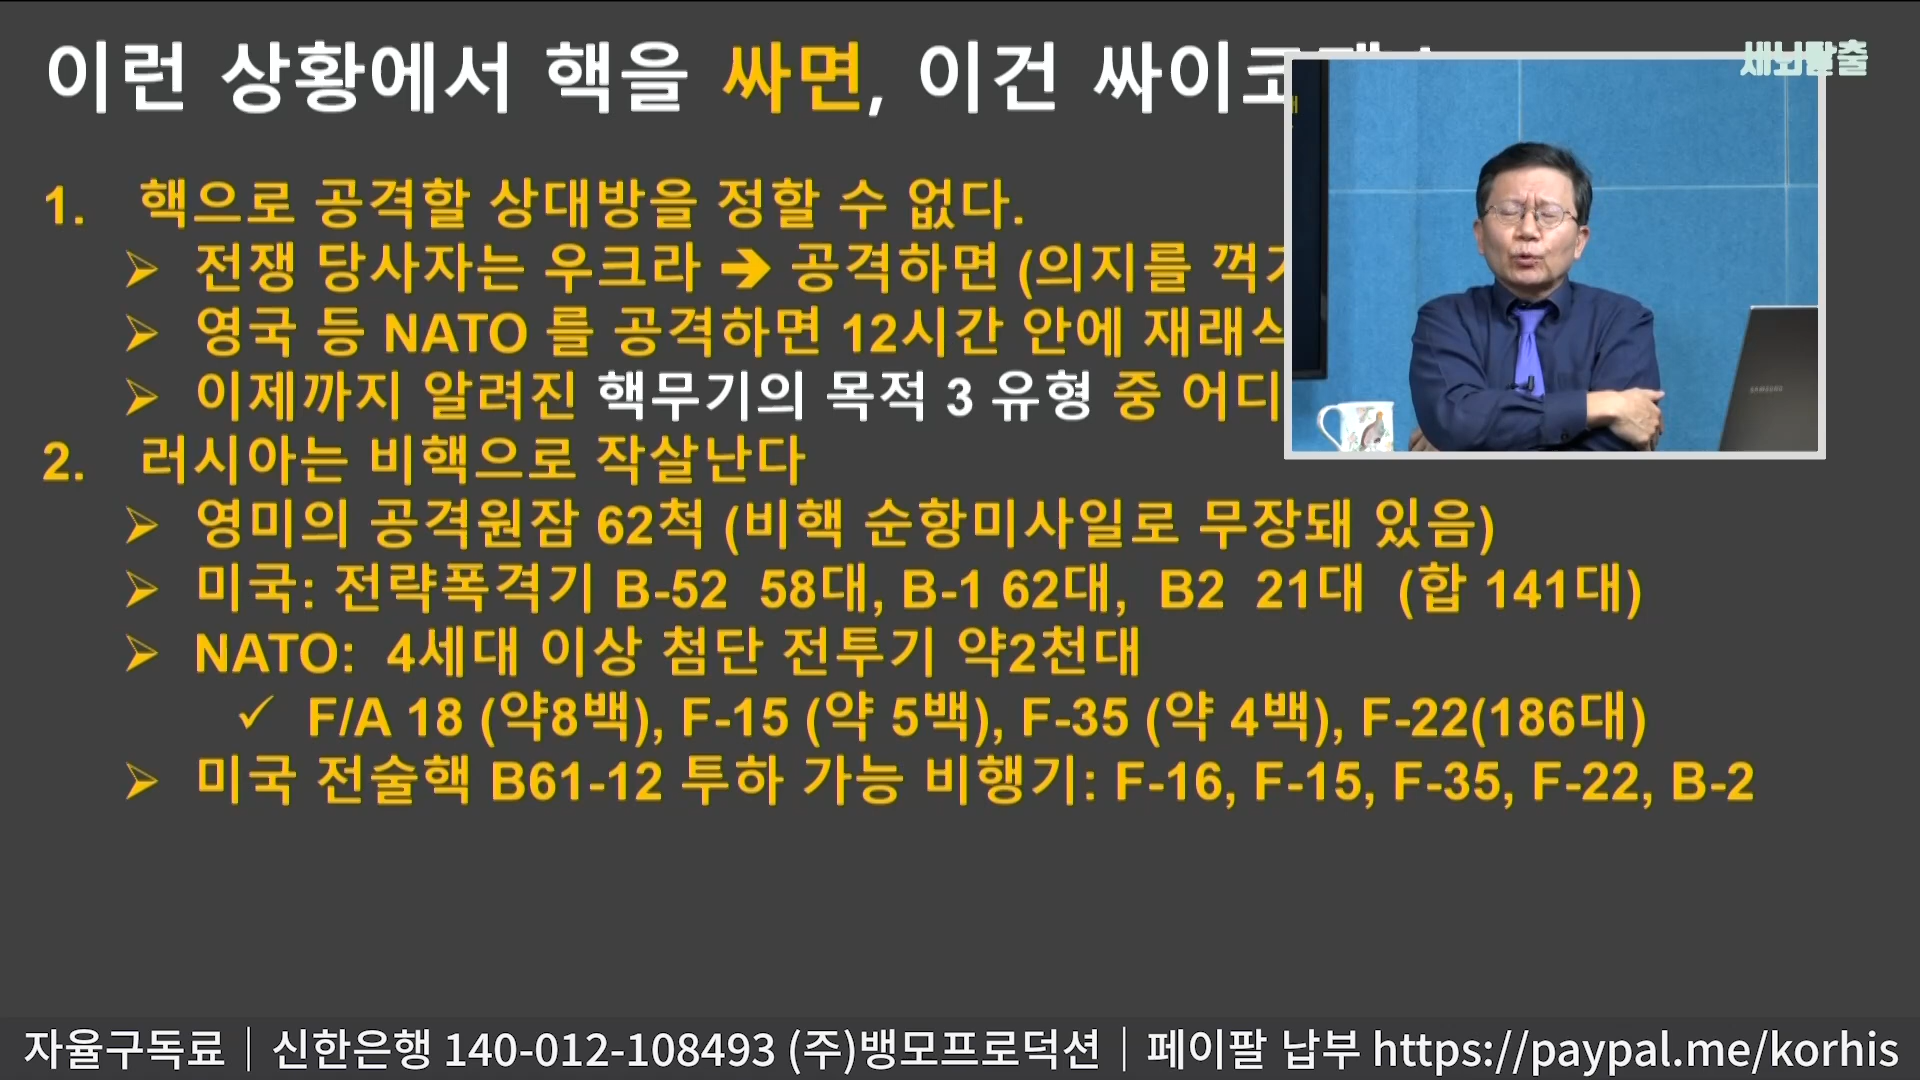 이런 상황에서 핵을 싸면, 이건
세뇌탈출
1. 핵으로 공격할 상대방을 정할 수 없다.
➢ 전쟁 당사자는 우크라 ➔ 공격하면 (의지를
➢ 영국 등 NATO 를 공격하면 12시간 안에
➢ 이제까지 알려진 핵무기의 목적 3 유형 중
2. 러시아는 비핵으로 작살난다
➢ 영미의 공격원잠 62척 (비핵 순항미사일로 무장돼 있음)
➢ 미국: 전략폭격기 B-52 58대, B-1 62대, B2 21대 (합 141대)
➢ NATO: 4세대 이상 첨단 전투기 약2천대
✓ F/A 18 (약8백), F-15 (약 5백), F-35 (약 4백), F-22(186대)
➢ 미국 전술핵 B61-12 투하 가능 비행기: F-16, F-15, F-35, F-22, B-2
SAMSUNG
자율구독료│신한은행 140-012-108493 (주)뱅모프로덕션│페이팔 납부 https://paypal.me/korhis